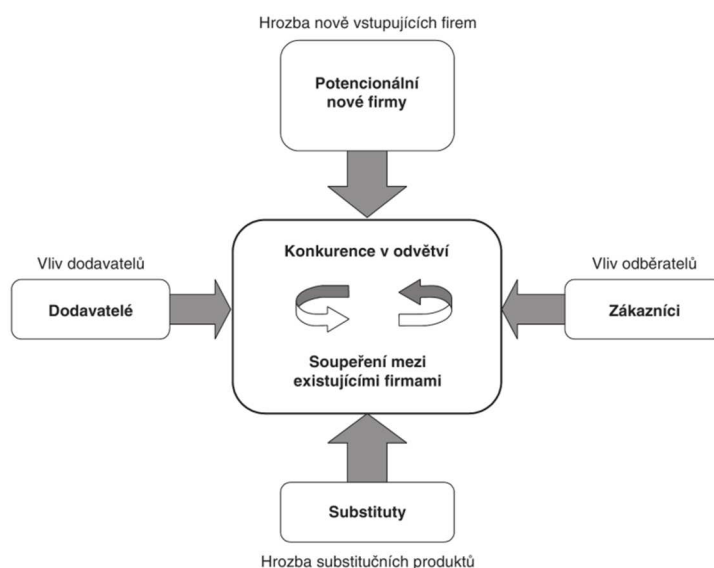 Hrozba nově vstupujících firem
Potencionální
nové firmy
Konkurence v odvětví
Vliv dodavatelů
Dodavatelé
Vliv odběratelů
Zákazníci
Soupeření mezi
existujícími firmami
Substituty
Hrozba substitučních produktů